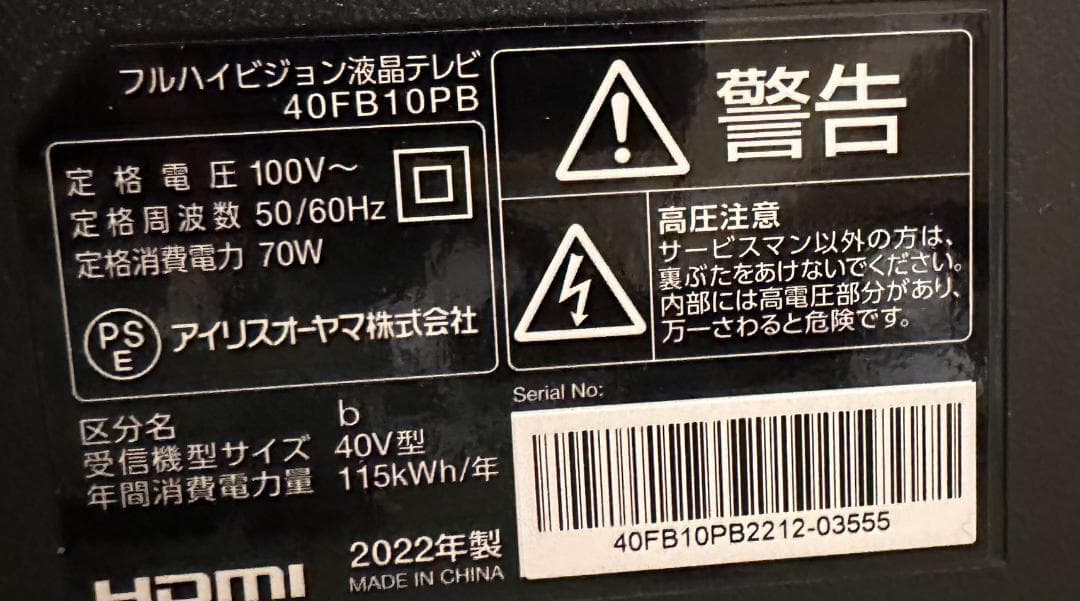 フルハイビジョン液晶テレビ
40FB10PB
定格電圧 100V～
定格周波数 50/60Hz
定格消費電力 70W
PS
E
アイリスオーヤマ株式会社
警告
高圧注意
サービスマン以外の方は、
裏ぶたをあけないでください。
内部には高電圧部分があり、
万一さわると危険です。
区分名 b
受信機型サイズ 40V型
年間消費電力量 115kWh/年
HDMI
2022年製
MADE IN CHINA
Serial No:
40FB10PB2212-03555